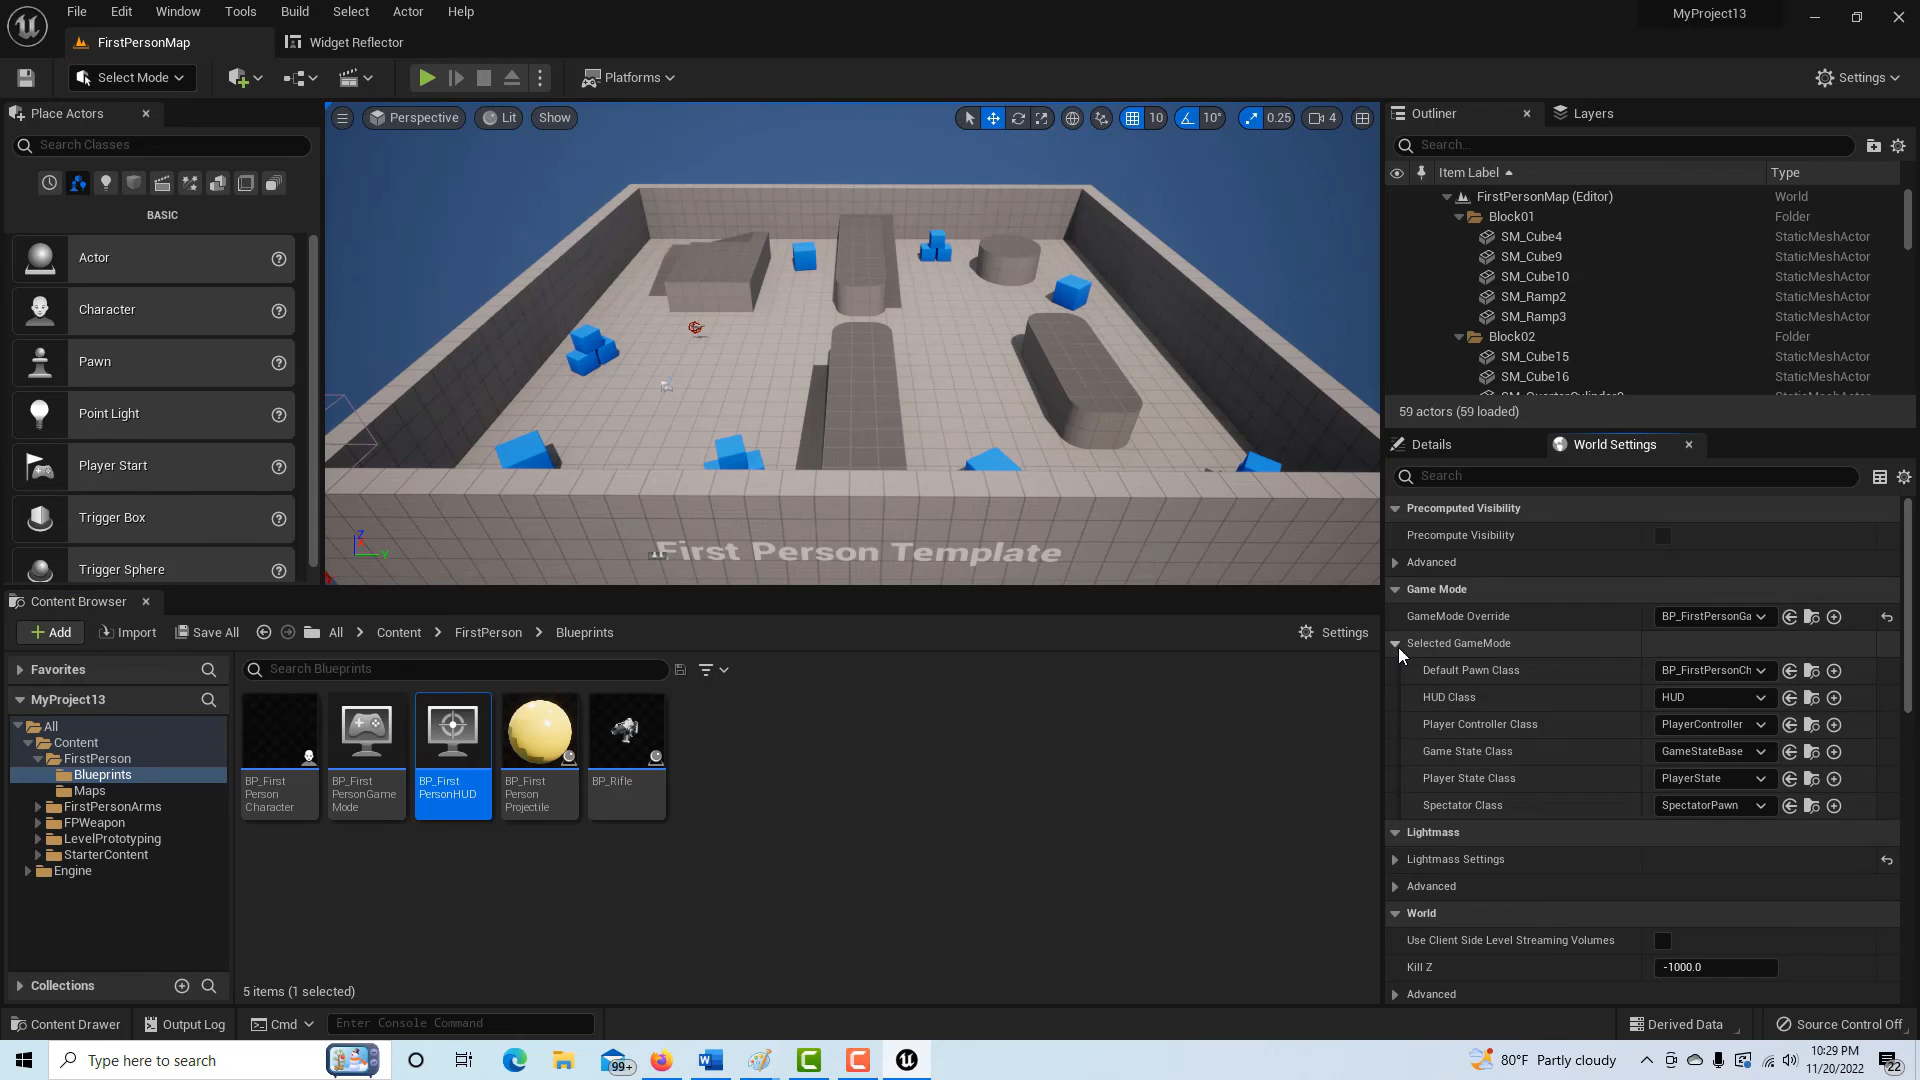 File Edit Window Tools Build Select Actor Help
MyProject13
FirstPersonMap
Widget Reflector
Select Mode
Platforms
Settings
Place Actors
Search Classes
BASIC
Actor
Character
Pawn
Point Light
Player Start
Trigger Box
Trigger Sphere
Perspective Lit Show
10 10° 0.25 4
First Person Template
Z
Y
Outliner
Layers
Search...
Item Label Type
FirstPersonMap (Editor) World
Block01 Folder
SM_Cube4 StaticMeshActor
SM_Cube9 StaticMeshActor
SM_Cube10 StaticMeshActor
SM_Ramp2 StaticMeshActor
SM_Ramp3 StaticMeshActor
Block02 Folder
SM_Cube15 StaticMeshActor
SM_Cube16 StaticMeshActor
59 actors (59 loaded)
Details
World Settings
Search
Precomputed Visibility
Precompute Visibility
Advanced
Game Mode
GameMode Override BP_FirstPersonGa
Selected GameMode
Default Pawn Class BP_FirstPersonCh
HUD Class HUD
Player Controller Class PlayerController
Game State Class GameStateBase
Player State Class PlayerState
Spectator Class SpectatorPawn
Lightmass
Lightmass Settings
Advanced
World
Use Client Side Level Streaming Volumes
Kill Z -1000.0
Advanced
Content Browser
Add Import Save All All Content FirstPerson Blueprints Settings
Favorites
MyProject13
All
Content
FirstPerson
Blueprints
Maps
FirstPersonArms
FPWeapon
LevelPrototyping
StarterContent
Engine
Collections
Search Blueprints
BP_First
Person
Character
BP_First
PersonGame
Mode
BP_First
PersonHUD
BP_First
Person
Projectile
BP_Rifle
5 items (1 selected)
Content Drawer Output Log Cmd Enter Console Command
Derived Data Source Control Off
Type here to search
99+
80°F Partly cloudy
10:29 PM
11/20/2022
22